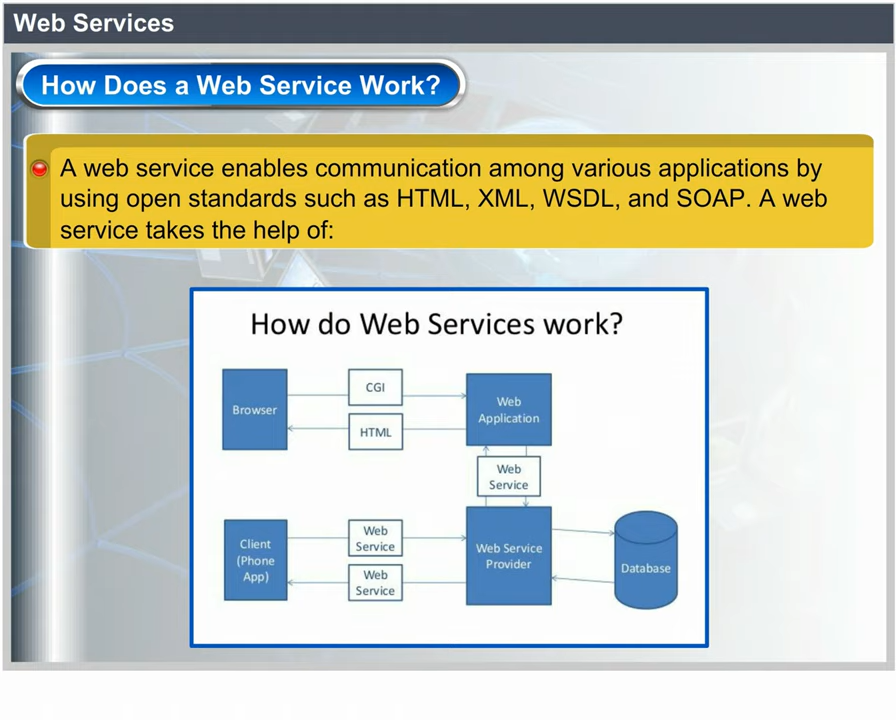 Web Services
How Does a Web Service Work?
A web service enables communication among various applications by
using open standards such as HTML, XML, WSDL, and SOAP. A web
service takes the help of:
How do Web Services work?
Browser
CGI
HTML
Web
Application
Web
Service
Client
(Phone
App)
Web
Service
Web
Service
Web Service
Provider
Database